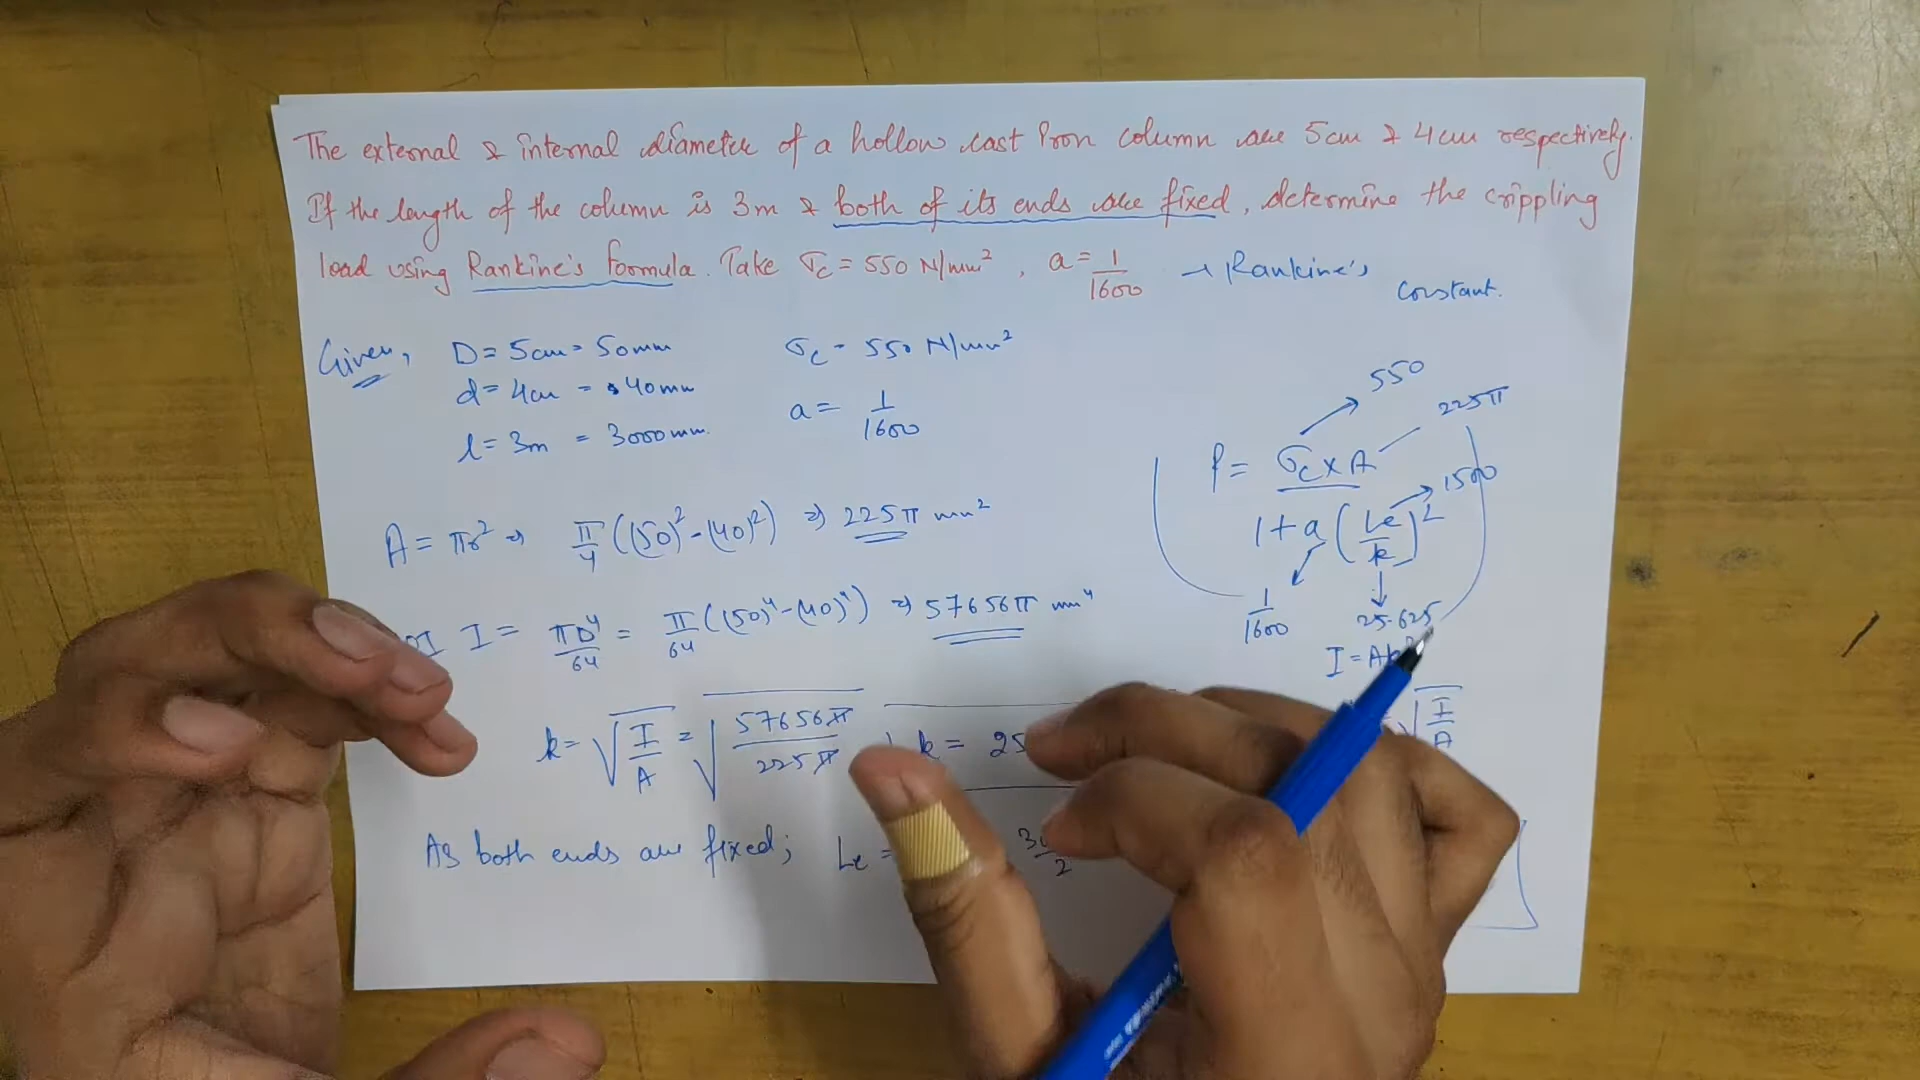 The external & internal diameter of a hollow cast Iron column are 5cm & 4cm respectively.
If the length of the column is 3m & both of its ends are fixed, determine the crippling
load using Rankine's formula. Take σc = 550 N/mm², a = 1/1600 → Rankine's
constant.
Given, D = 5cm = 50mm σc = 550 N/mm²
d = 4cm = 40mm a = 1/1600
l = 3m = 3000mm.
A = πr² ⇒ π/4 ((50)² - (40)²) ⇒ 225π mm²
I = πD⁴/64 = π/64 ((50)⁴ - (40)⁴) ⇒ 57656π mm⁴
k = √(I/A) = √(57656π/225π) k = 25
As both ends are fixed; Le =
2
550
225π
P = σc × A
1500
1 + a (Le/k)²
1/1600 25.625
I = A
√(I/A)